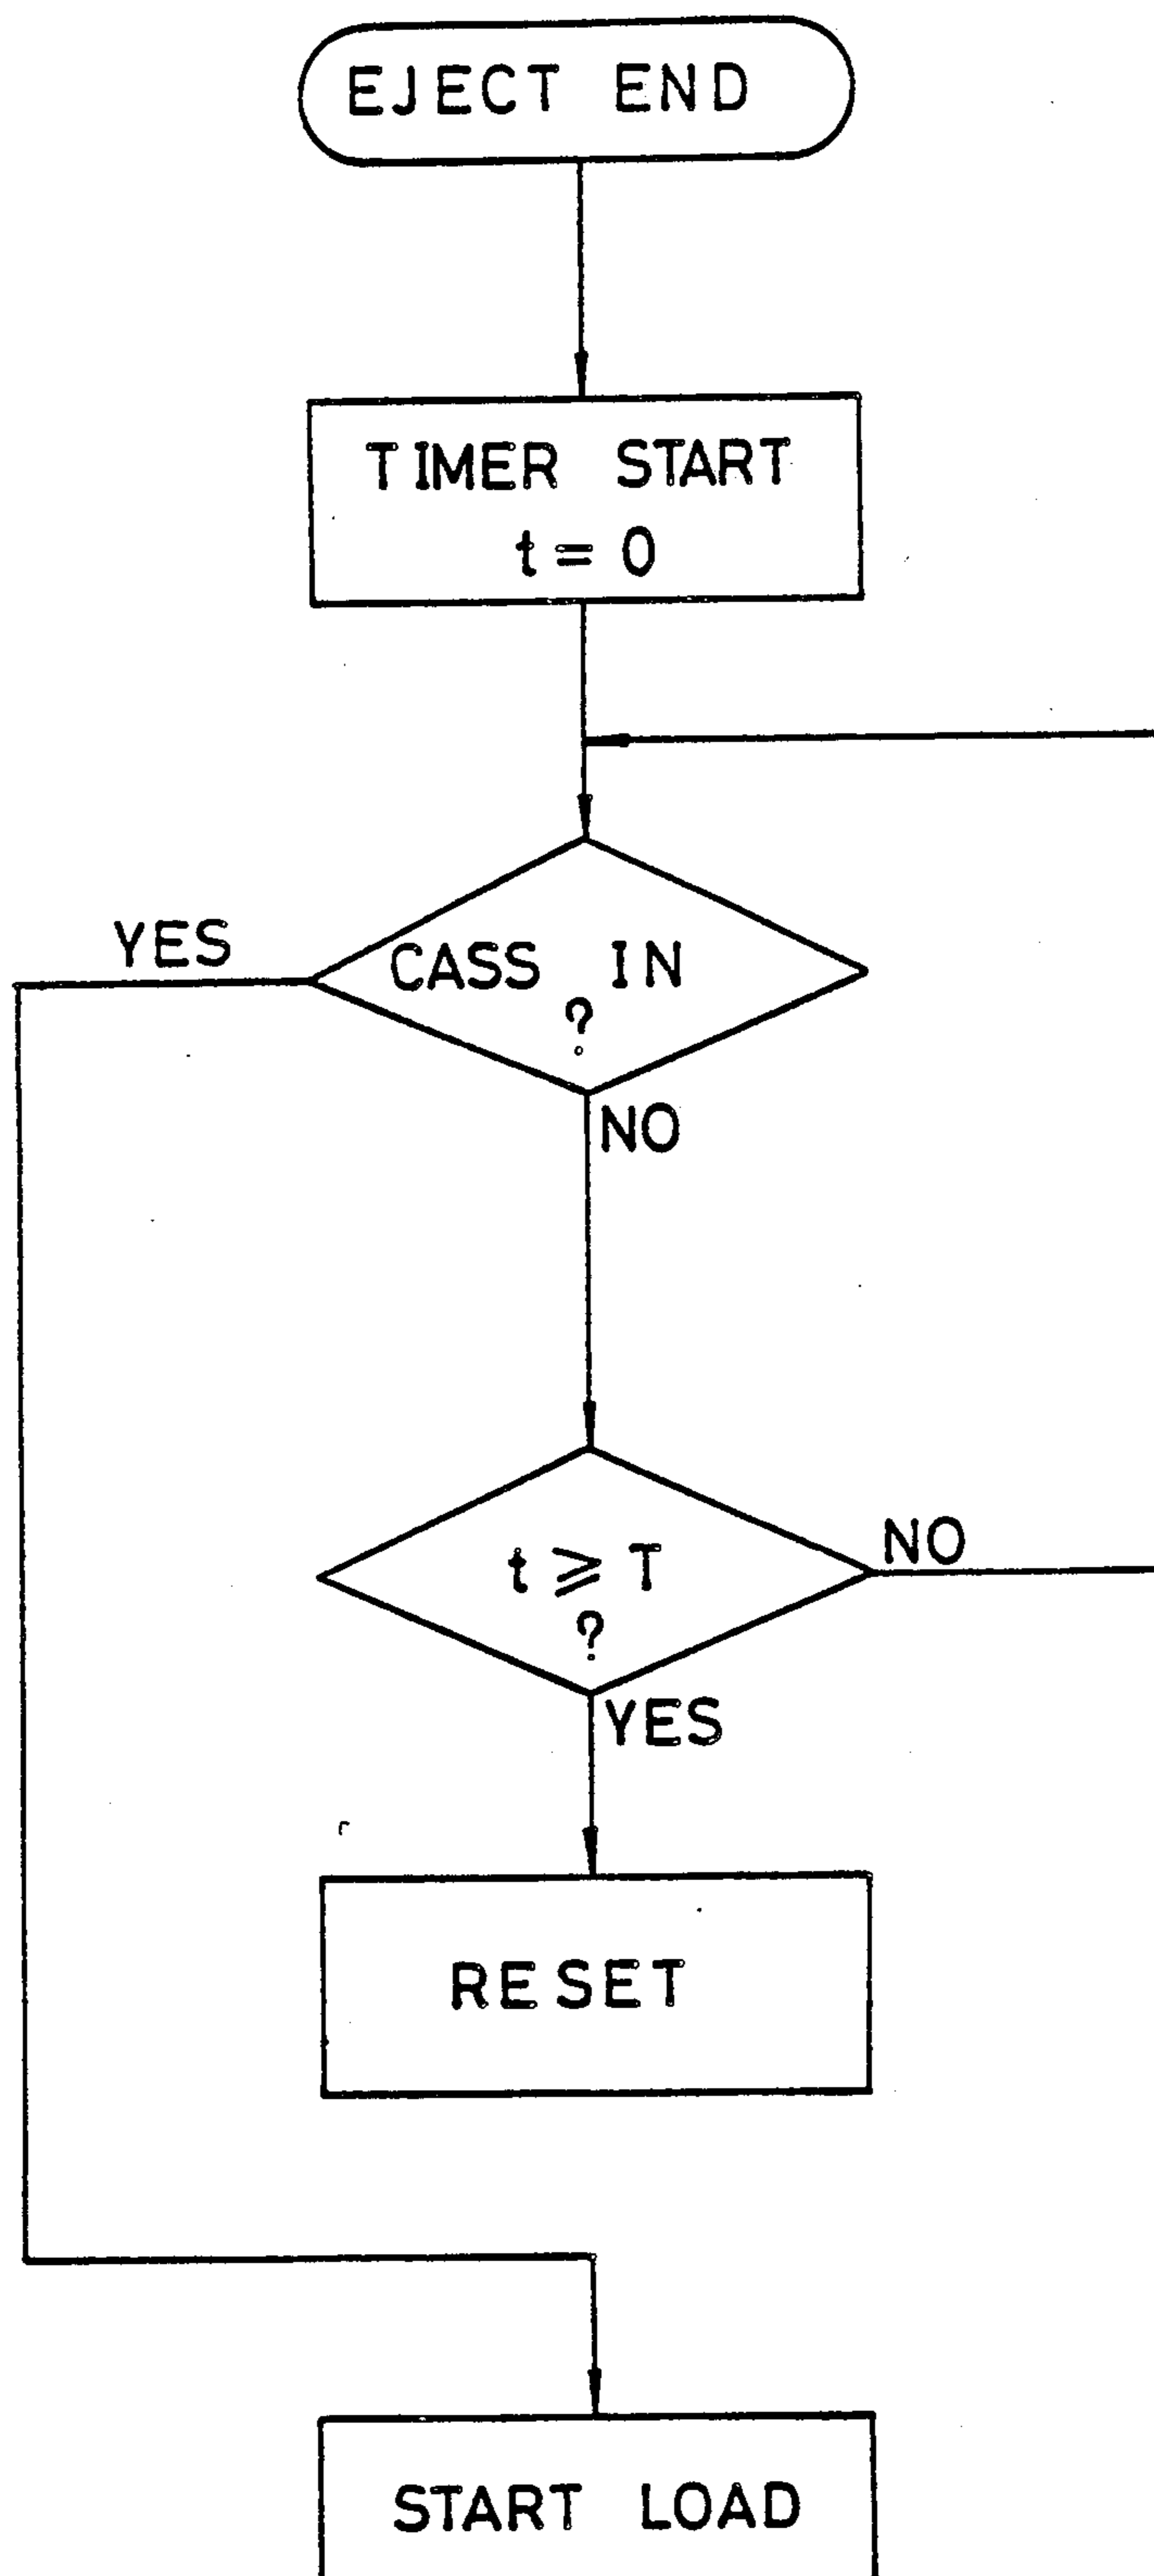 EJECT END
TIMER START
t = 0
YES
CASS IN
?
NO
t ⩾ T
?
NO
YES
RESET
START LOAD